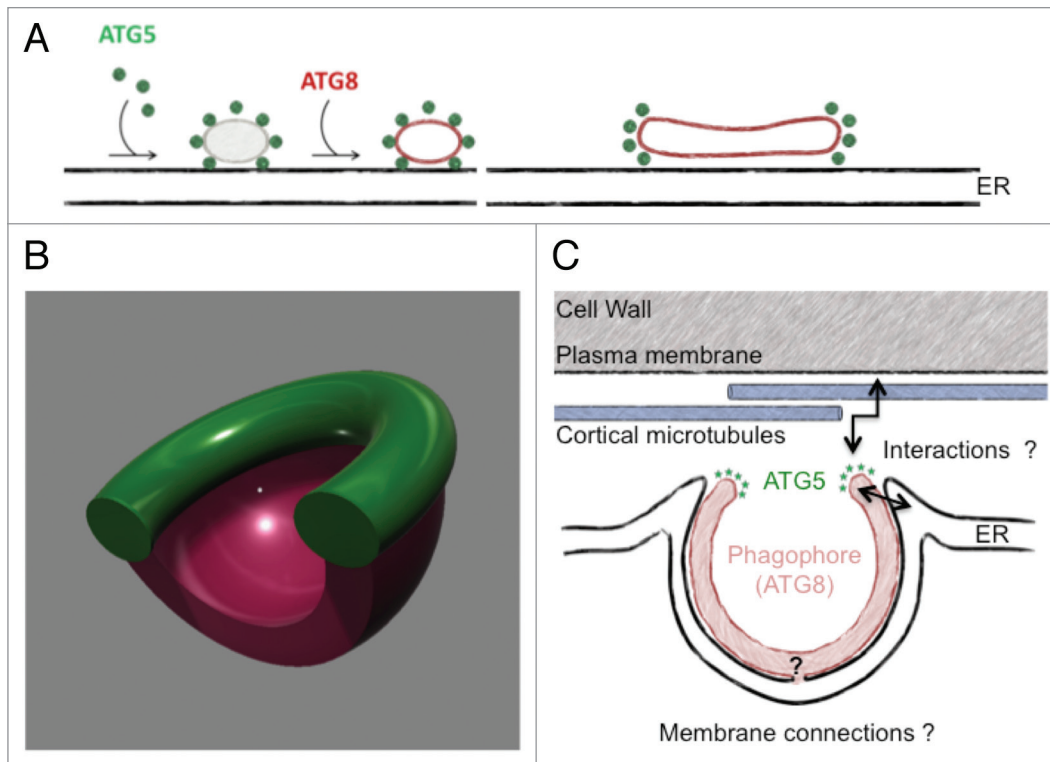 A
ATG5
ATG8
ER
B
C
Cell Wall
Plasma membrane
Cortical microtubules
Interactions ?
ATG5
ER
Phagophore
(ATG8)
?
Membrane connections ?